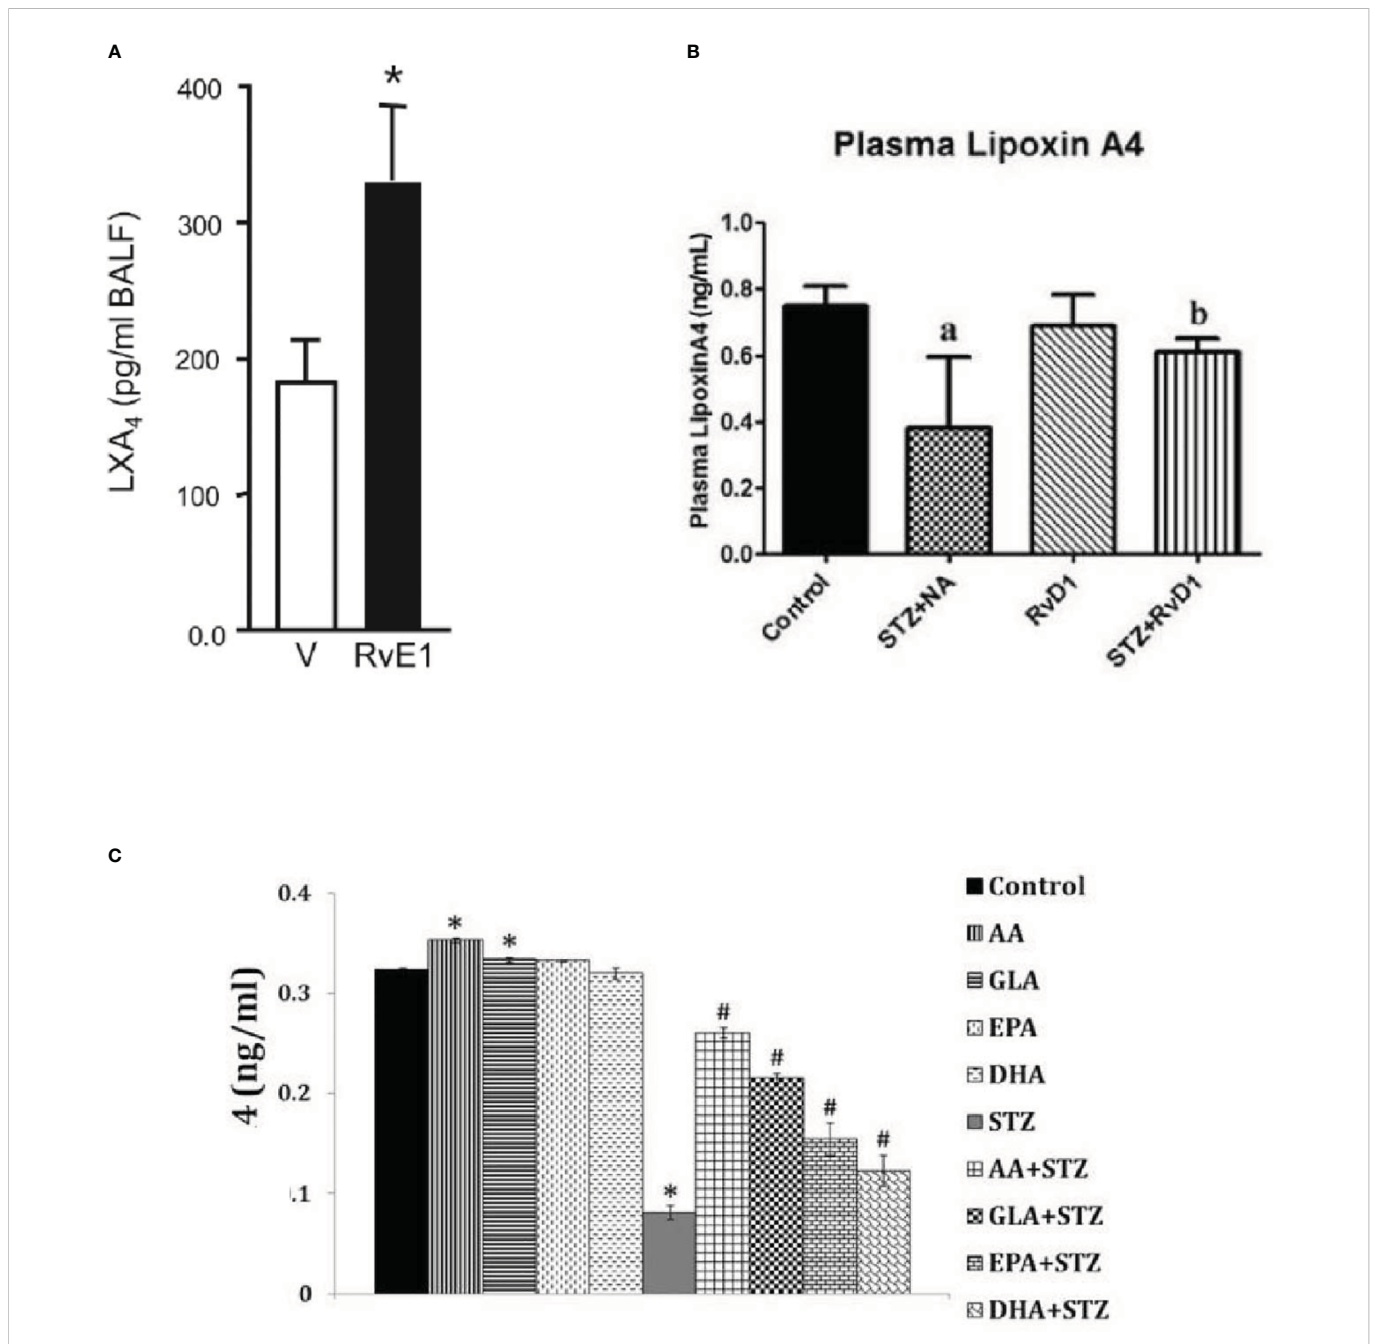 A
*
400
300
200
100
0.0
LXA4 (pg/ml BALF)
V RvE1
B
Plasma Lipoxin A4
1.0
0.8
0.6
0.4
0.2
0.0
Plasma LipoxinA4 (ng/mL)
a
b
Control
STZ+NA
RvD1
STZ+RvD1
C
0.4
0.3
0.2
.1
0
4 (ng/ml)
*
*
*
#
#
#
#
Control
AA
GLA
EPA
DHA
STZ
AA+STZ
GLA+STZ
EPA+STZ
DHA+STZ